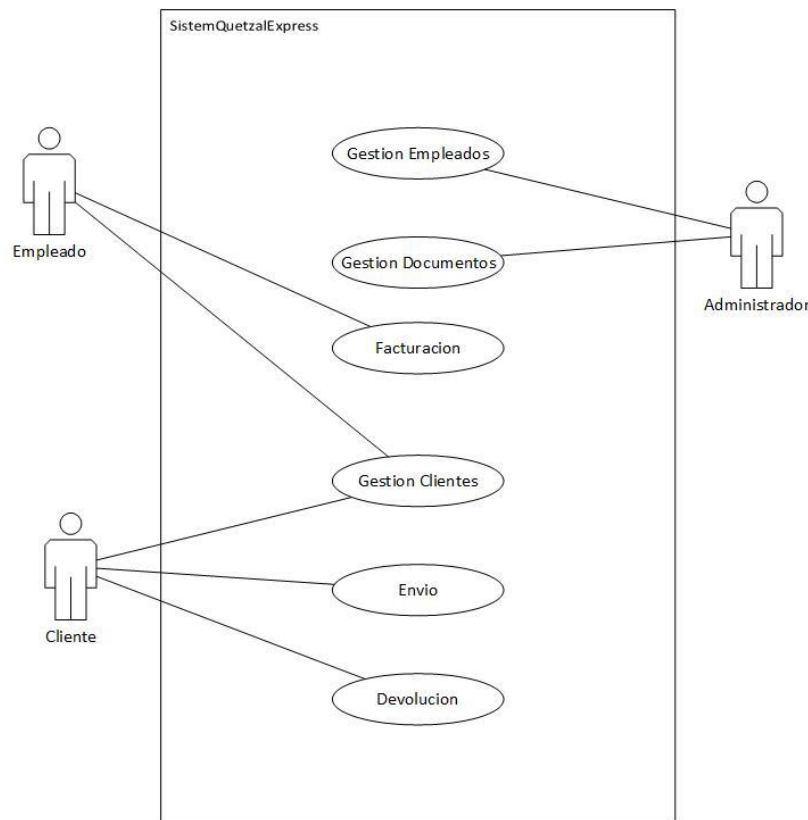 SistemQuetzalExpress
Gestion Empleados
Empleado
Gestion Documentos
Administrador
Facturacion
Gestion Clientes
Envio
Cliente
Devolucion